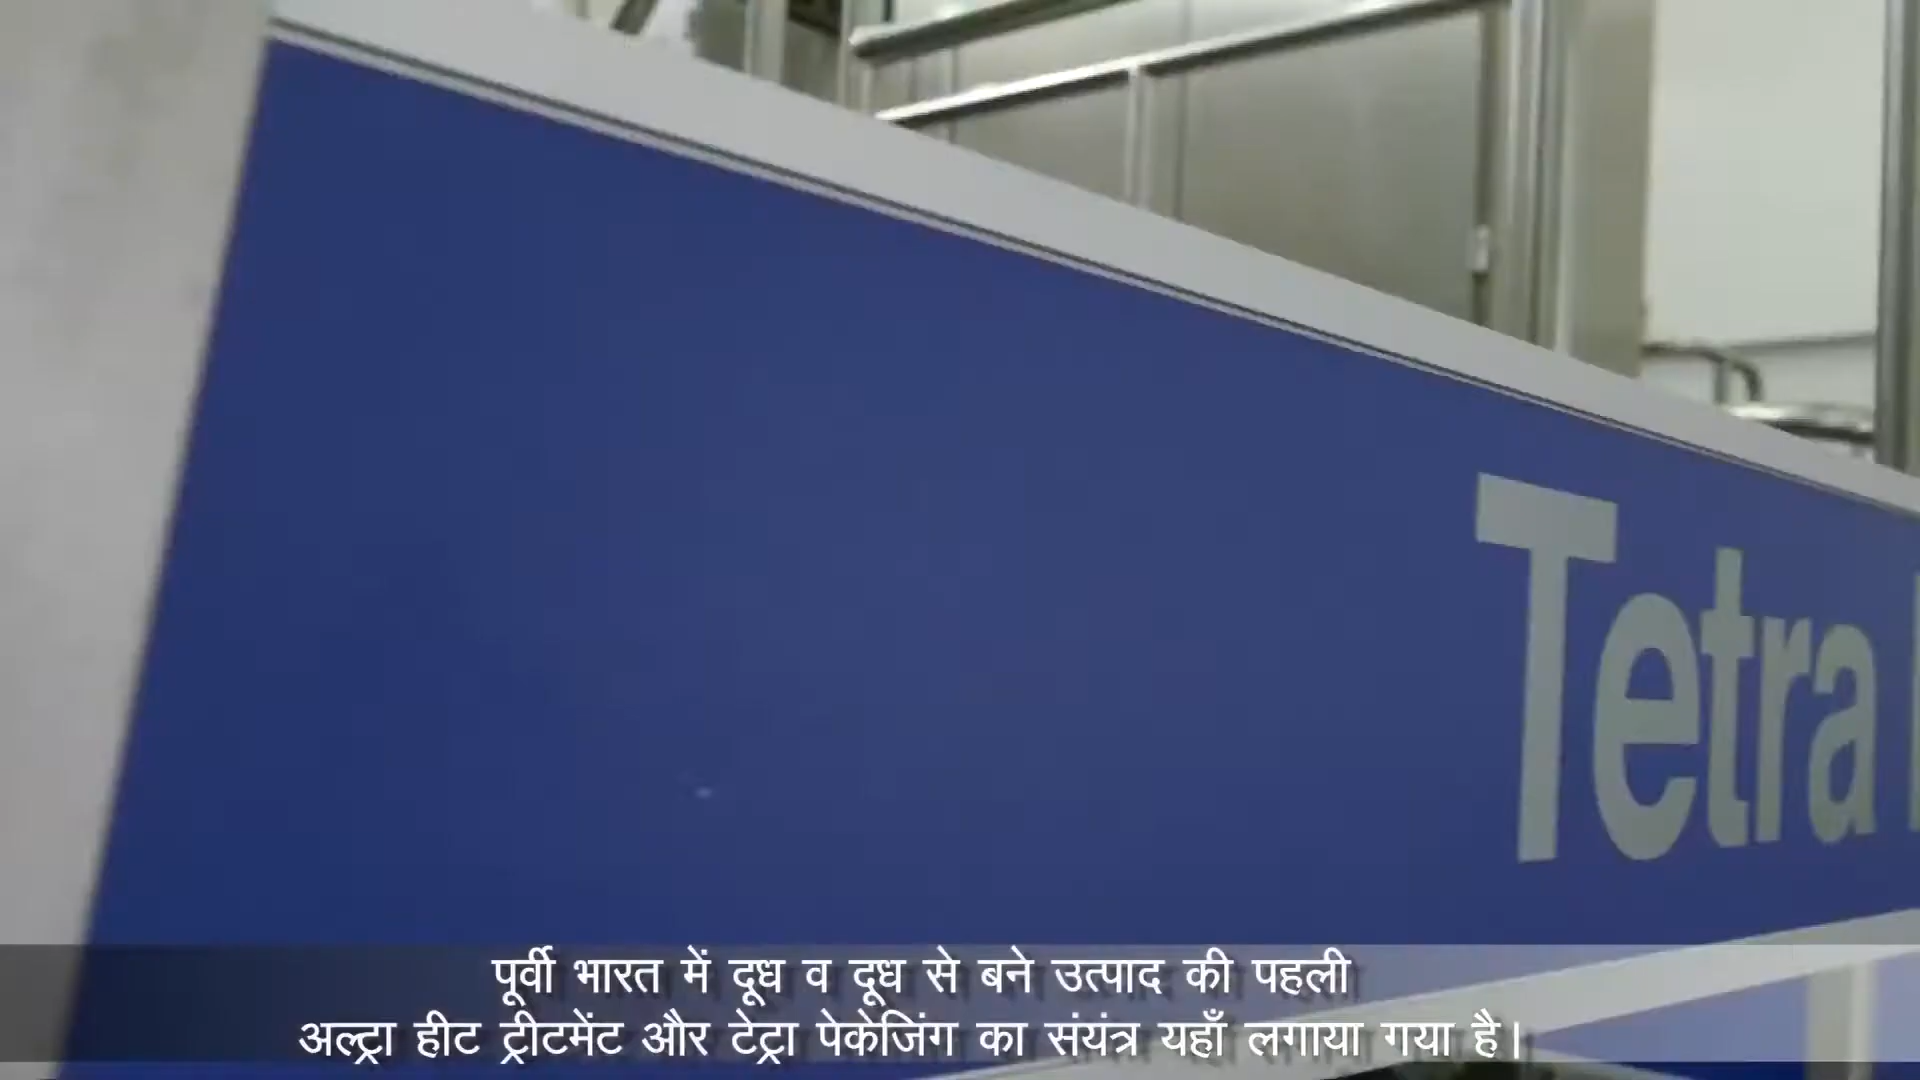 Tetra
पूर्वी भारत में दूध व दूध से बने उत्पाद की पहली
अल्ट्रा हीट ट्रीटमेंट और टेट्रा पेकेजिंग का संयंत्र यहाँ लगाया गया है।